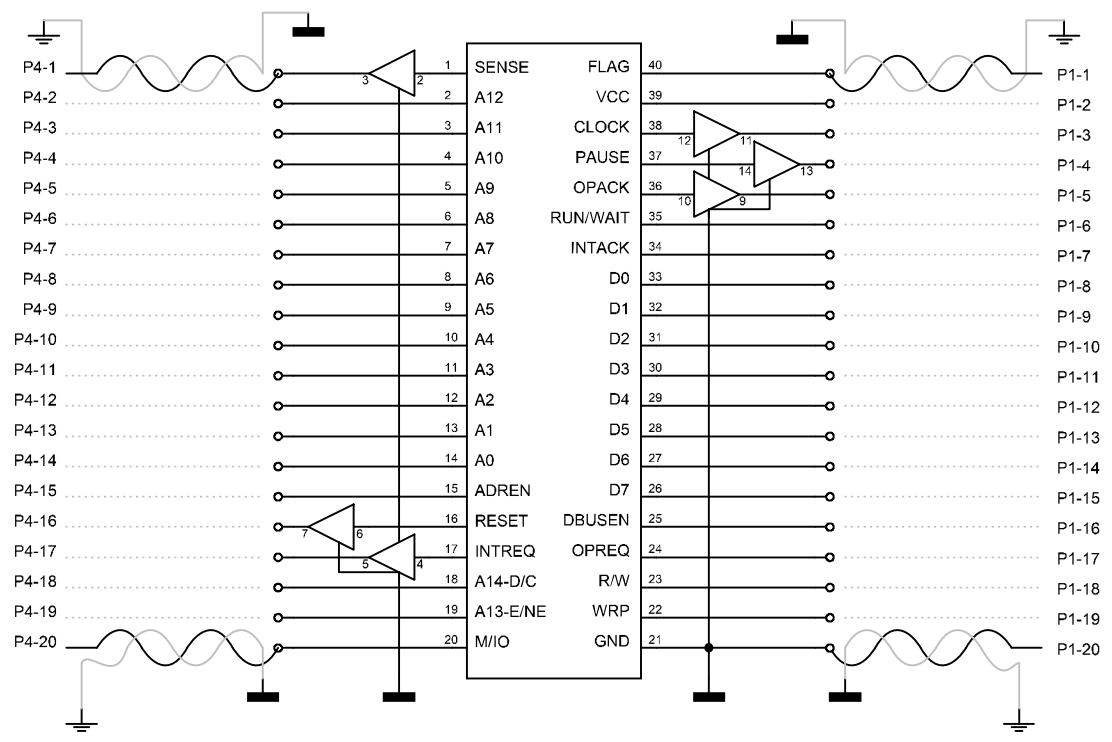 P4-1 3 2 1 SENSE FLAG 40 P1-1
P4-2 2 A12 VCC 39 P1-2
P4-3 3 A11 CLOCK 38 12 11 P1-3
P4-4 4 A10 PAUSE 37 14 13 P1-4
P4-5 5 A9 OPACK 36 10 9 P1-5
P4-6 6 A8 RUN/WAIT 35 P1-6
P4-7 7 A7 INTACK 34 P1-7
P4-8 8 A6 D0 33 P1-8
P4-9 9 A5 D1 32 P1-9
P4-10 10 A4 D2 31 P1-10
P4-11 11 A3 D3 30 P1-11
P4-12 12 A2 D4 29 P1-12
P4-13 13 A1 D5 28 P1-13
P4-14 14 A0 D6 27 P1-14
P4-15 15 ADREN D7 26 P1-15
P4-16 7 6 16 RESET DBUSEN 25 P1-16
P4-17 5 4 17 INTREQ OPREQ 24 P1-17
P4-18 18 A14-D/C R/W 23 P1-18
P4-19 19 A13-E/NE WRP 22 P1-19
P4-20 20 M/IO GND 21 P1-20